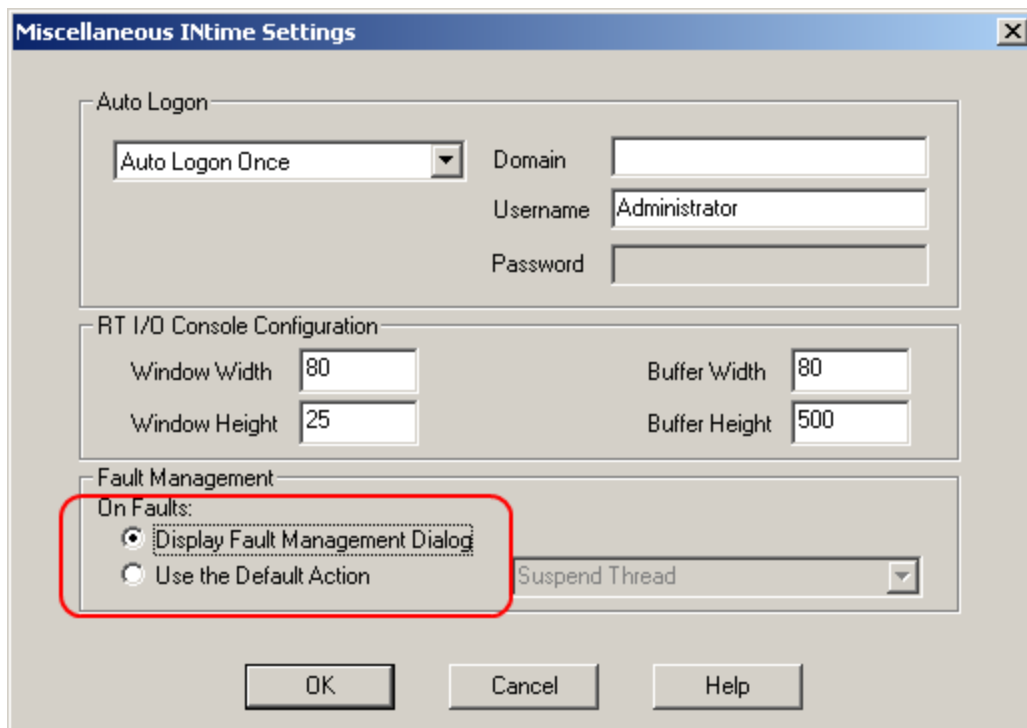 Miscellaneous INtime Settings
Auto Logon
Auto Logon Once
Domain
Username
Administrator
Password
RT I/O Console Configuration
Window Width
80
Buffer Width
80
Window Height
25
Buffer Height
500
Fault Management
On Faults:
Display Fault Management Dialog
Use the Default Action
Suspend Thread
OK
Cancel
Help